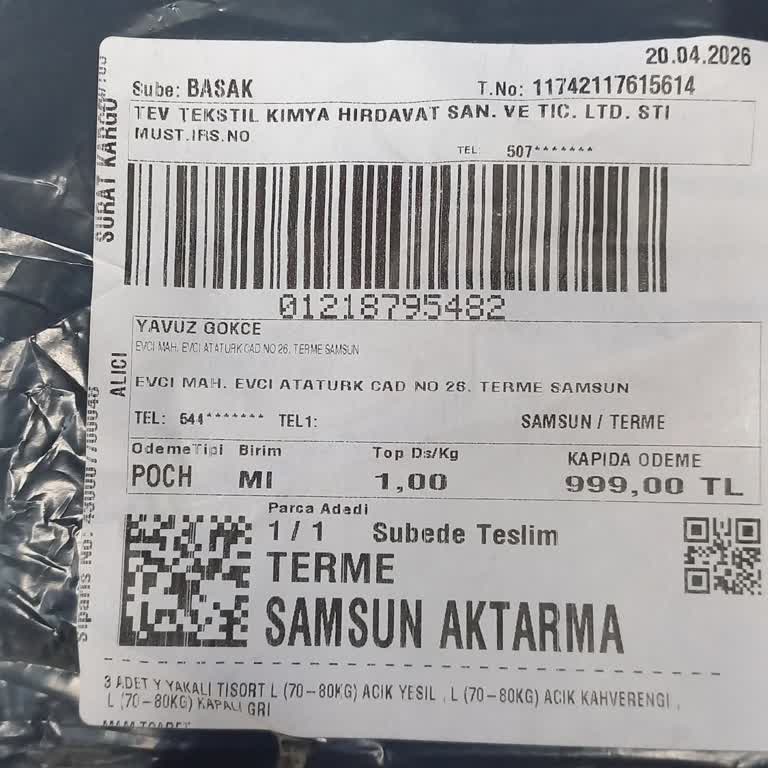 20.04.2026
Sube: BASAK T.No: 11742117615614
TEV TEKSTIL KIMYA HIRDAVAT SAN. VE TIC. LTD. STI
MUST.IRS.NO
TEL: 507*******
SURAT KARGO
01218795482
ALICI
YAVUZ GOKCE
EVCI MAH. EVCI ATATURK CAD NO 26. TERME SAMSUN
EVCI MAH. EVCI ATATURK CAD NO 26. TERME SAMSUN
TEL: 544******* TEL1: SAMSUN / TERME
OdemeTipi Birim Top Ds/Kg KAPIDA ODEME
POCH MI 1,00 999,00 TL
Parca Adedi
1 / 1 Subede Teslim
TERME
SAMSUN AKTARMA
Siparis No:
3 ADET Y YAKALI TISORT L (70-80KG) ACIK YESIL , L (70-80KG) ACIK KAHVERENGI ,
L (70-80KG) KAPALI GRI